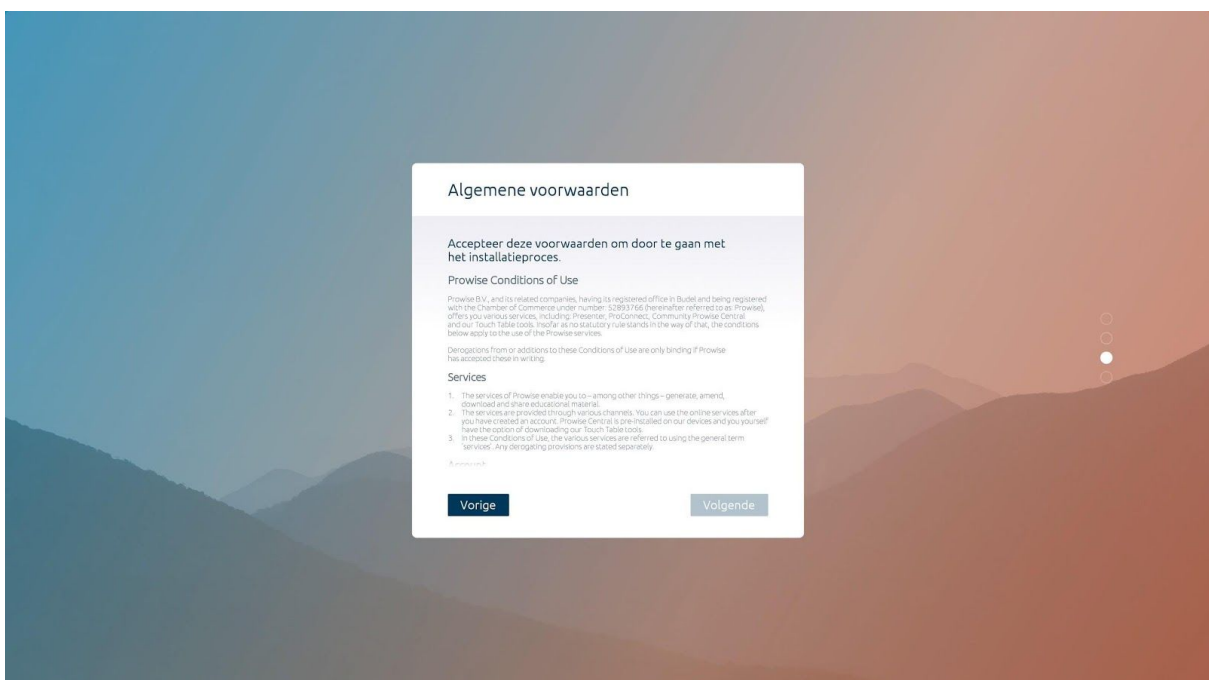 Algemene voorwaarden
Accepteer deze voorwaarden om door te gaan met
het installatieproces.
Prowise Conditions of Use
Prowise B.V., and its related companies, having its registered office in Budel and being registered
with the Chamber of Commerce under number: 52893766 (hereinafter referred to as: Prowise),
offers you various services, including: Presenter, ProConnect, Community Prowise Central
and our Touch Table tools. Insofar as no statutory rule stands in the way of that, the conditions
below apply to the use of the Prowise services.
Derogations from or additions to these Conditions of Use are only binding if Prowise
has accepted these in writing.
Services
1. The services of Prowise enable you to – among other things – generate, amend,
download and share educational material.
2. The services are provided through various channels. You can use the online services after
you have created an account. Prowise Central is pre-installed on our devices and you yourself
have the option of downloading our Touch Table tools.
3. In these Conditions of Use, the various services are referred to using the general term
'services'. Any derogating provisions are stated separately.
Vorige
Volgende